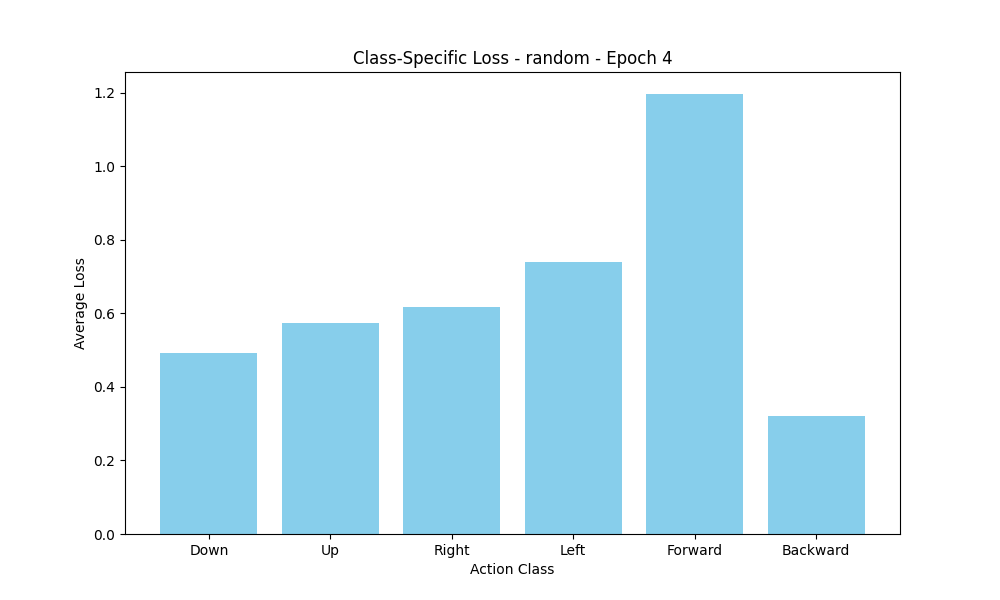 Class-Specific Loss - random - Epoch 4
Average Loss
1.2
1.0
0.8
0.6
0.4
0.2
0.0
Down Up Right Left Forward Backward
Action Class